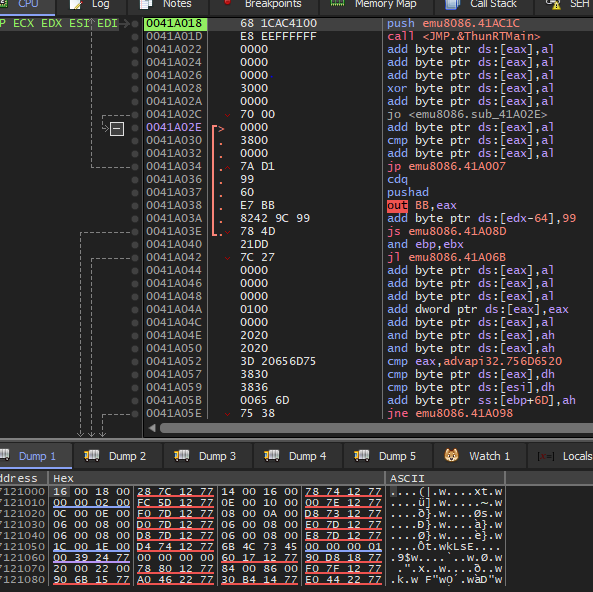 CPU Log Notes Breakpoints Memory Map Call Stack SEH
P ECX EDX ESI EDI 0041A018 68 1CAC4100 push emu8086.41AC1C
0041A01D E8 EEFFFFFF call <JMP.&ThunRTMain>
0041A022 0000 add byte ptr ds:[eax],al
0041A024 0000 add byte ptr ds:[eax],al
0041A026 0000 add byte ptr ds:[eax],al
0041A028 3000 xor byte ptr ds:[eax],al
0041A02A 0000 add byte ptr ds:[eax],al
0041A02C 70 00 jo <emu8086.sub_41A02E>
0041A02E 0000 add byte ptr ds:[eax],al
0041A030 3800 cmp byte ptr ds:[eax],al
0041A032 0000 add byte ptr ds:[eax],al
0041A034 7A D1 jp emu8086.41A007
0041A036 99 cdq
0041A037 60 pushad
0041A038 E7 BB out BB,eax
0041A03A 8242 9C 99 add byte ptr ds:[edx-64],99
0041A03E 78 4D js emu8086.41A08D
0041A040 21DD and ebp,ebx
0041A042 7C 27 jl emu8086.41A06B
0041A044 0000 add byte ptr ds:[eax],al
0041A046 0000 add byte ptr ds:[eax],al
0041A048 0000 add byte ptr ds:[eax],al
0041A04A 0100 add dword ptr ds:[eax],eax
0041A04C 0000 add byte ptr ds:[eax],al
0041A04E 2020 and byte ptr ds:[eax],ah
0041A050 2020 and byte ptr ds:[eax],ah
0041A052 3D 20656D75 cmp eax,advapi32.756D6520
0041A057 3830 cmp byte ptr ds:[eax],dh
0041A059 3836 cmp byte ptr ds:[esi],dh
0041A05B 0065 6D add byte ptr ss:[ebp+6D],ah
0041A05E 75 38 jne emu8086.41A098
Dump 1 Dump 2 Dump 3 Dump 4 Dump 5 Watch 1 Locals
ddress Hex ASCII
7121000 16 00 18 00 28 7C 12 77 14 00 16 00 78 74 12 77 ....(|.w....xt.w
7121010 00 00 02 00 FC 5D 12 77 0E 00 10 00 00 7E 12 77 ....ü].w.....~.w
7121020 0C 00 0E 00 F0 7D 12 77 08 00 0A 00 D8 73 12 77 ....ð}.w....Øs.w
7121030 06 00 08 00 D0 7D 12 77 06 00 08 00 E0 7D 12 77 ....Ð}.w....à}.w
7121040 06 00 08 00 D8 7D 12 77 06 00 08 00 E8 7D 12 77 ....Ø}.w....è}.w
7121050 1C 00 1E 00 D4 74 12 77 6B 4C 73 45 00 00 00 01 ....Ôt.wkLsE....
7121060 00 39 24 77 00 00 00 00 60 17 12 77 90 D8 18 77 .9$w....`..w.Ø.w
7121070 20 00 22 00 78 80 12 77 84 00 86 00 F0 7E 12 77
7121080 90 6B 15 77 A0 46 22 77 30 B4 14 77 E0 44 22 77